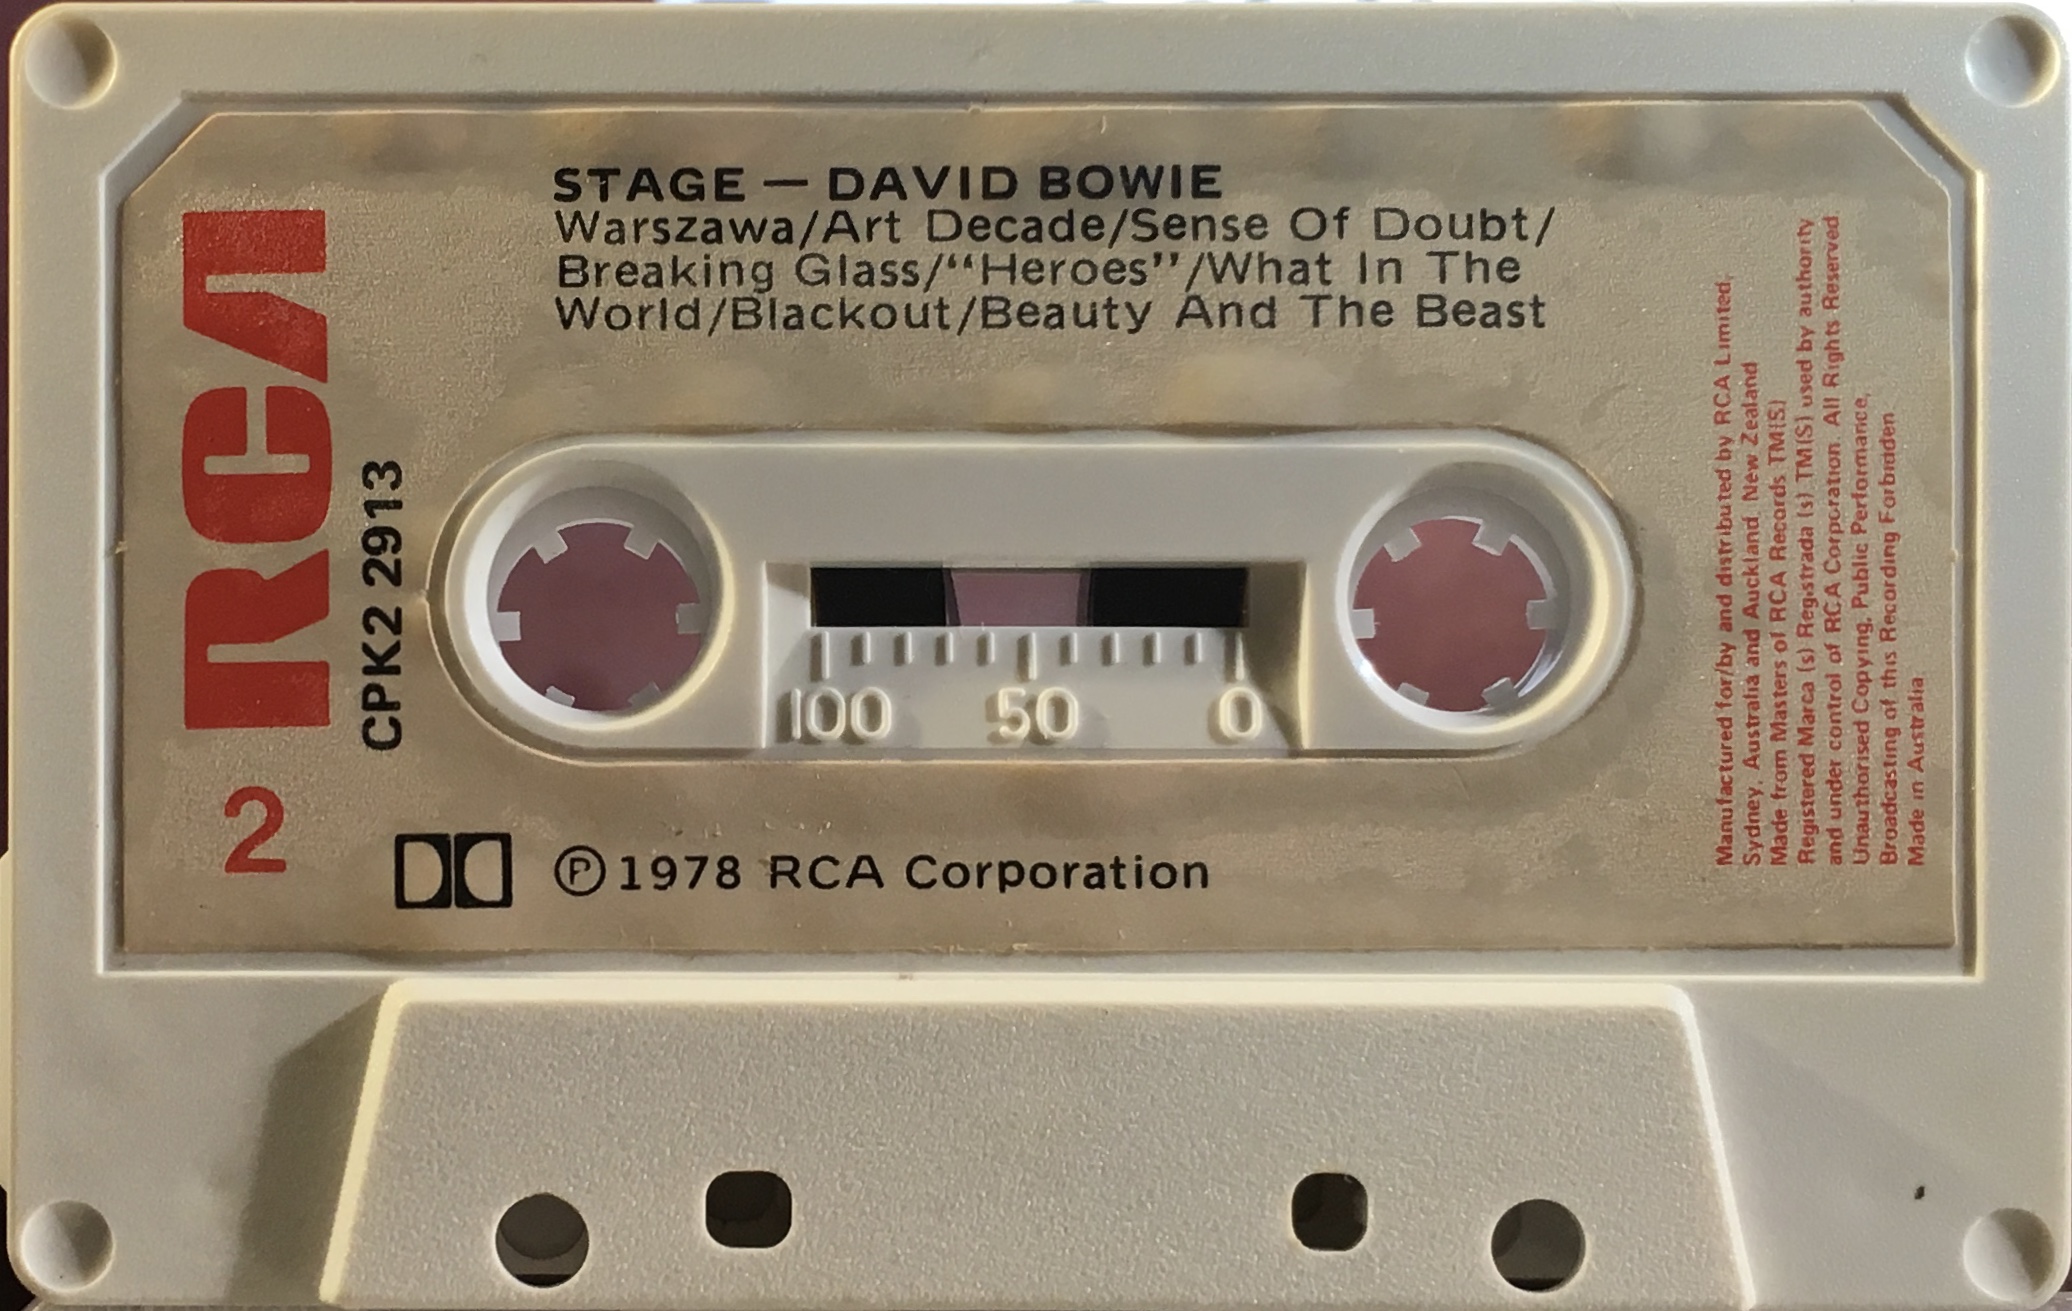 STAGE — DAVID BOWIE
Warszawa/Art Decade/Sense Of Doubt/
Breaking Glass/“Heroes”/What In The
World/Blackout/Beauty And The Beast
RCA
CPK2 2913
2
100 50 0
Ⓟ1978 RCA Corporation
Manufactured for/by and distributed by RCA Limited,
Sydney, Australia and Auckland, New Zealand
Made from Masters of RCA Records TM(S)
Registered Marca (s) Registrada (s) TM(S) used by authority
and under control of RCA Corporation. All Rights Reserved.
Unauthorised Copying, Public Performance,
Broadcasting of this Recording Forbidden
Made in Australia